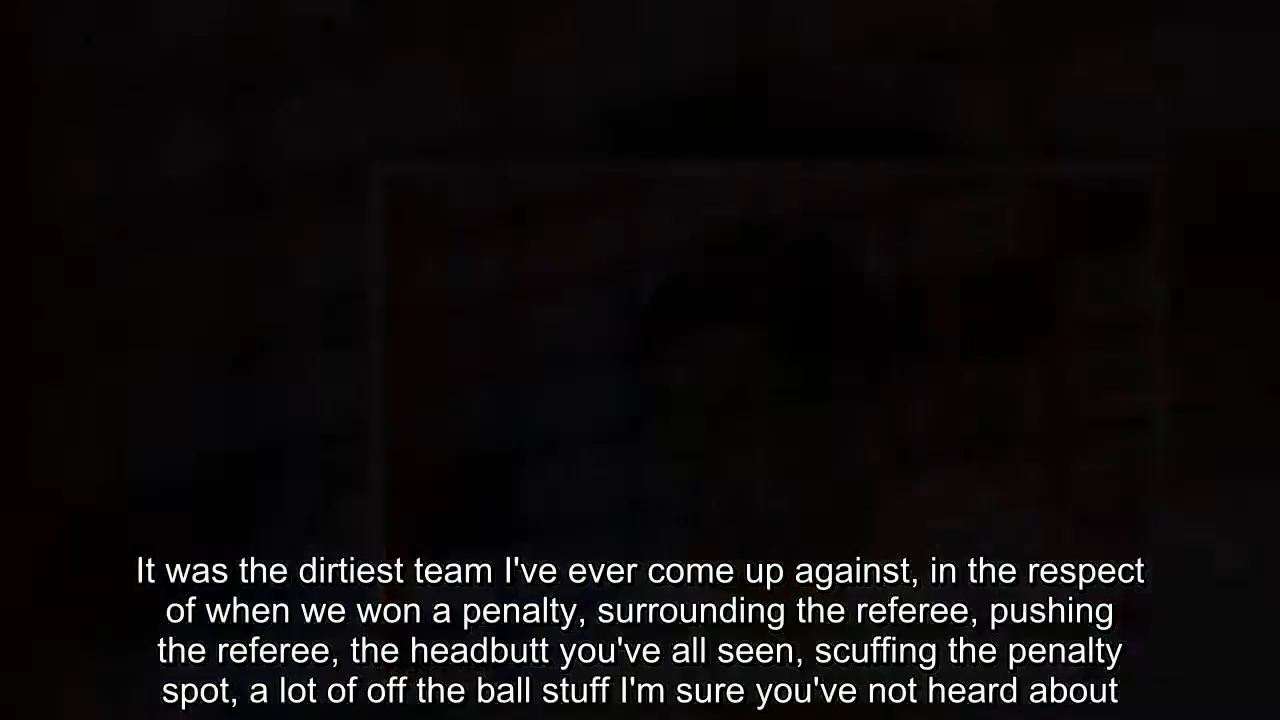 It was the dirtiest team I've ever come up against, in the respect
of when we won a penalty, surrounding the referee, pushing
the referee, the headbutt you've all seen, scuffing the penalty
spot, a lot of off the ball stuff I'm sure you've not heard about